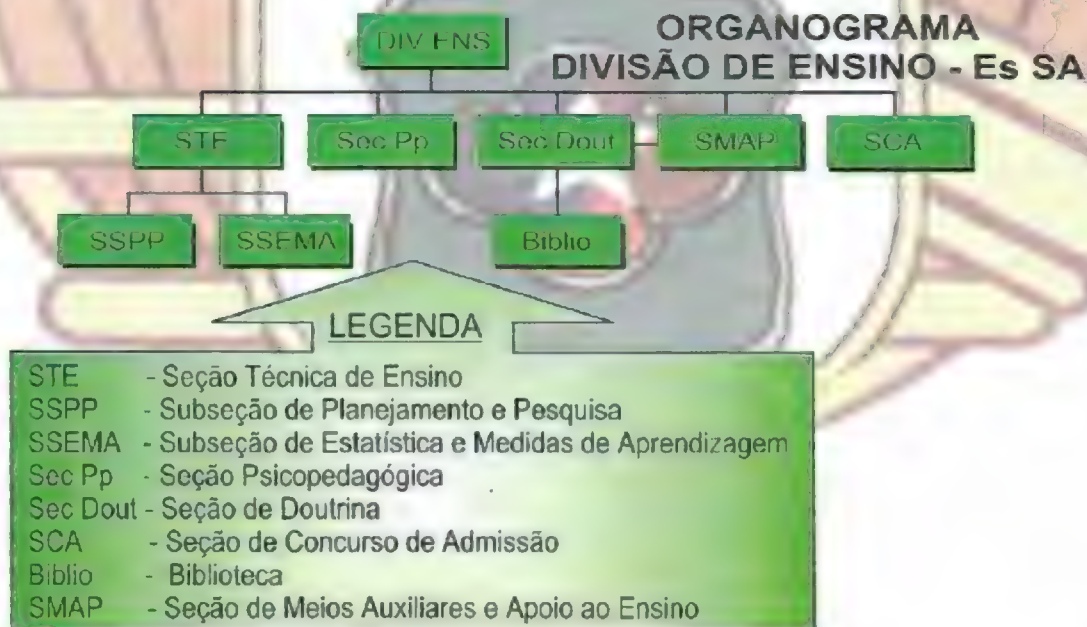 DIV ENS
ORGANOGRAMA
DIVISÃO DE ENSINO - Es SA
STE Sec Pp Sec Dout SMAP SCA
SSPP SSEMA Biblio
LEGENDA
STE - Seção Técnica de Ensino
SSPP - Subseção de Planejamento e Pesquisa
SSEMA - Subseção de Estatística e Medidas de Aprendizagem
Sec Pp - Seção Psicopedagógica
Sec Dout - Seção de Doutrina
SCA - Seção de Concurso de Admissão
Biblio - Biblioteca
SMAP - Seção de Meios Auxiliares e Apoio ao Ensino